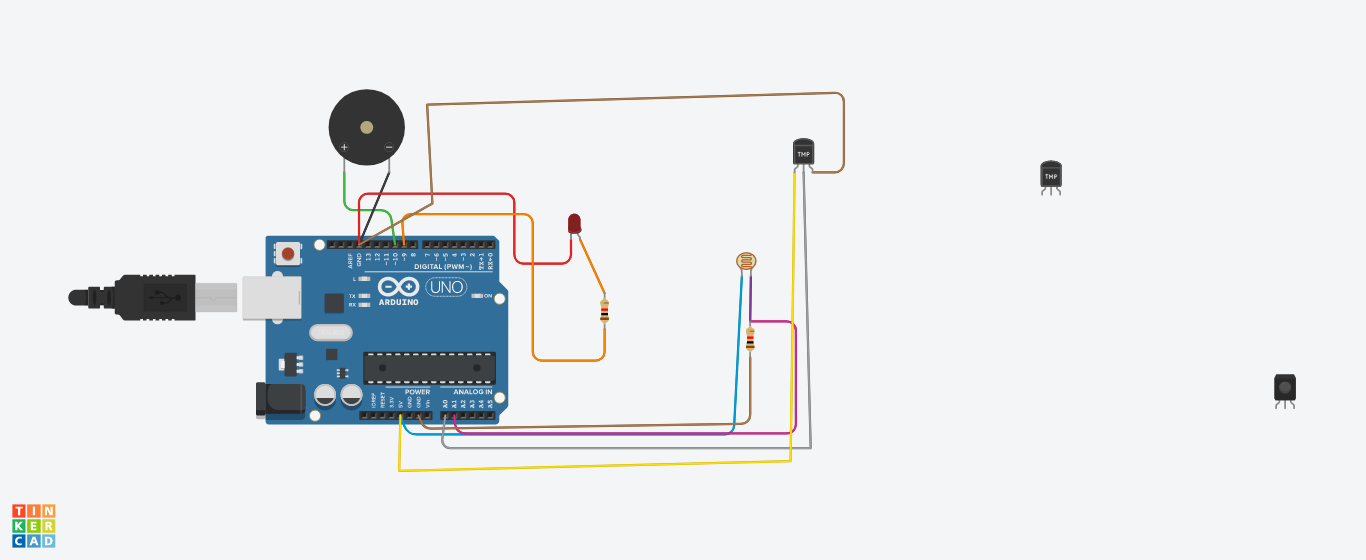 + −
TMP
TMP
AREF
GND
13
12
~11
~10
~9
8
7
~6
~5
4
~3
2
TX→1
RX←0
DIGITAL (PWM~)
L
TX
RX
ARDUINO
UNO
ON
POWER
ANALOG IN
IOREF
RESET
3.3V
5V
GND
GND
Vin
A0
A1
A2
A3
A4
A5
TIN
KER
CAD